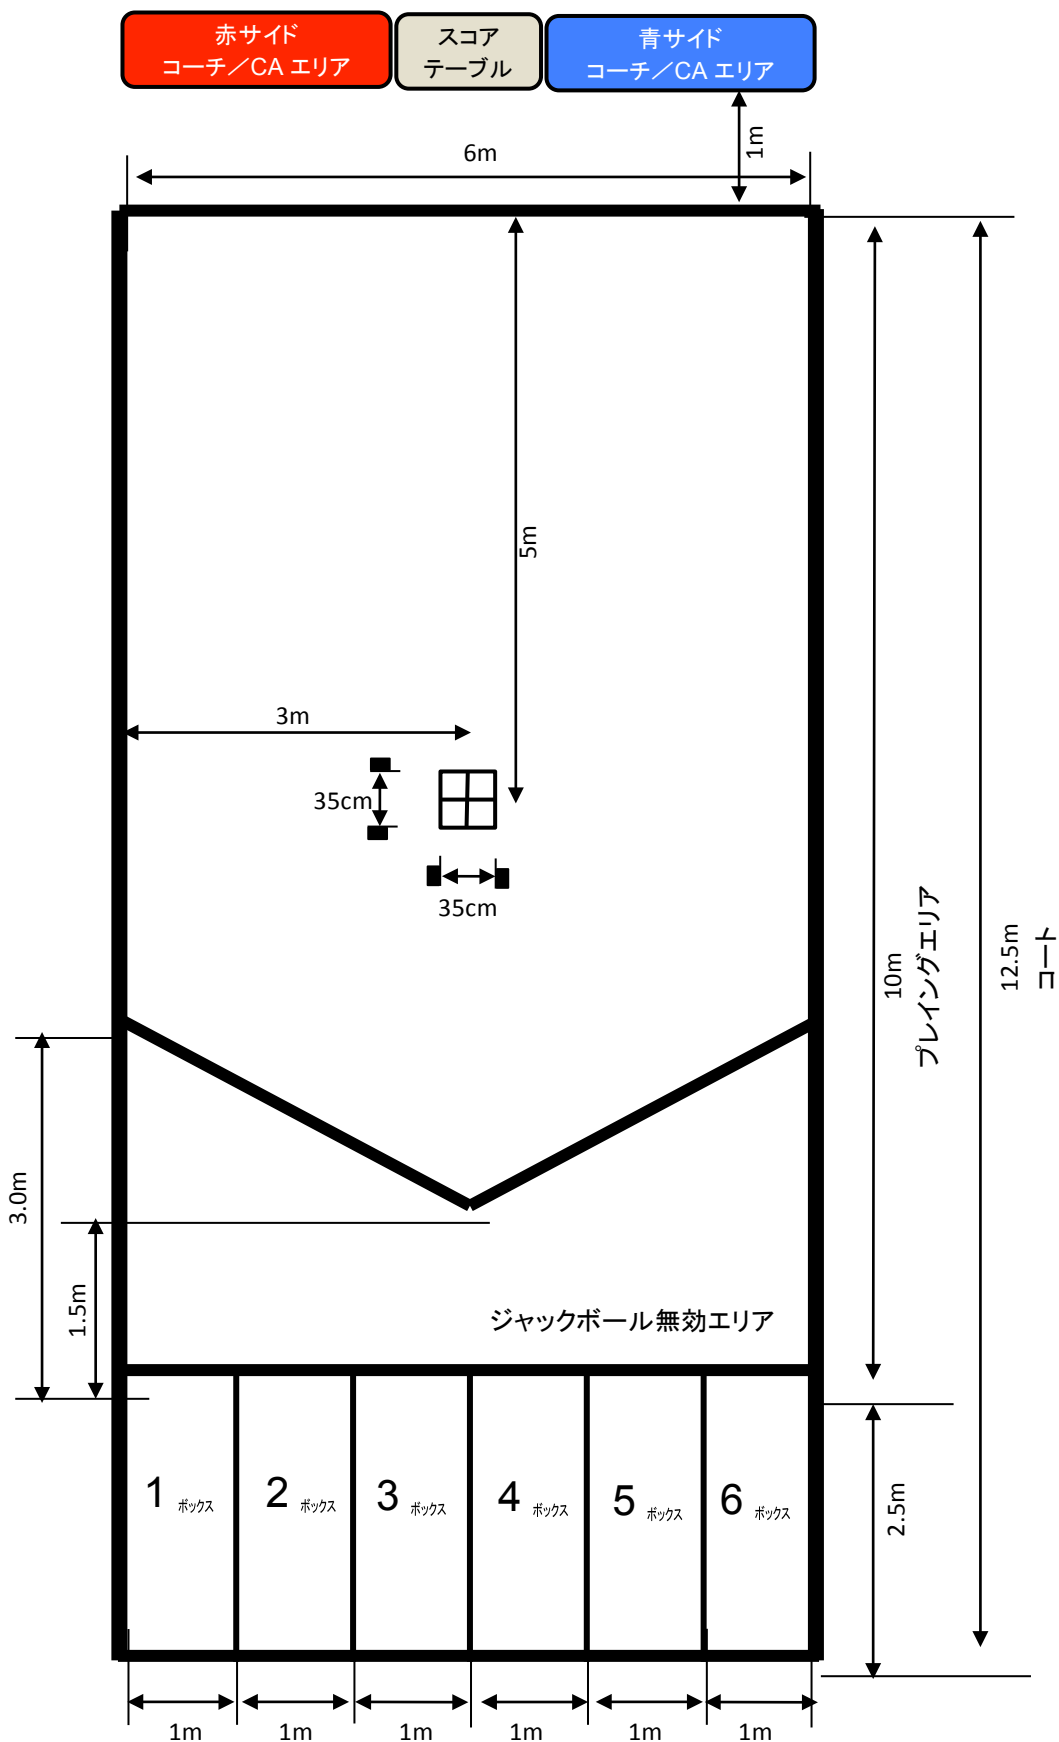 赤サイド
コーチ／CA エリア
スコア
テーブル
青サイド
コーチ／CA エリア
1m
6m
5m
3m
35cm
35cm
10m
プレイングエリア
12.5m
コート
3.0m
1.5m
ジャックボール無効エリア
1 ボックス
2 ボックス
3 ボックス
4 ボックス
5 ボックス
6 ボックス
2.5m
1m
1m
1m
1m
1m
1m